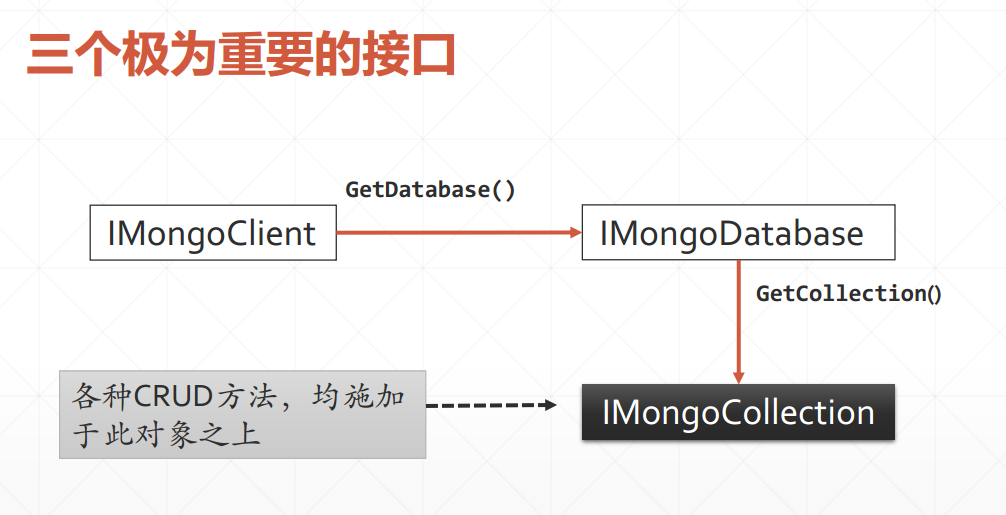 三个极为重要的接口
GetDatabase()
IMongoClient
IMongoDatabase
GetCollection()
各种CRUD方法，均施加
于此对象之上
IMongoCollection